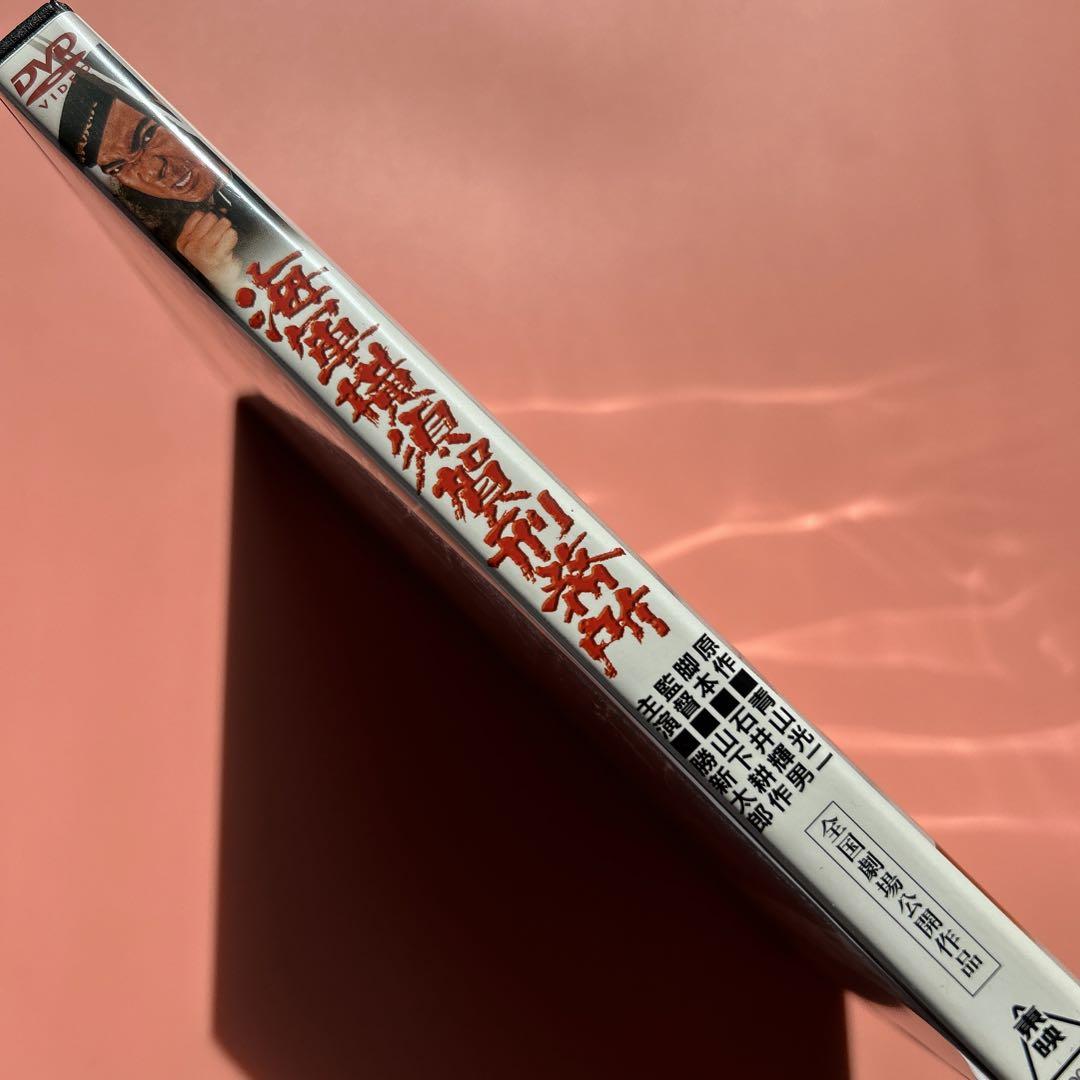 DVD
VIDEO
海軍横須賀刑務所
原作■青山光二
脚本■石井輝男
監督■山下耕作
主演■勝新太郎
全国劇場公開作品
東映